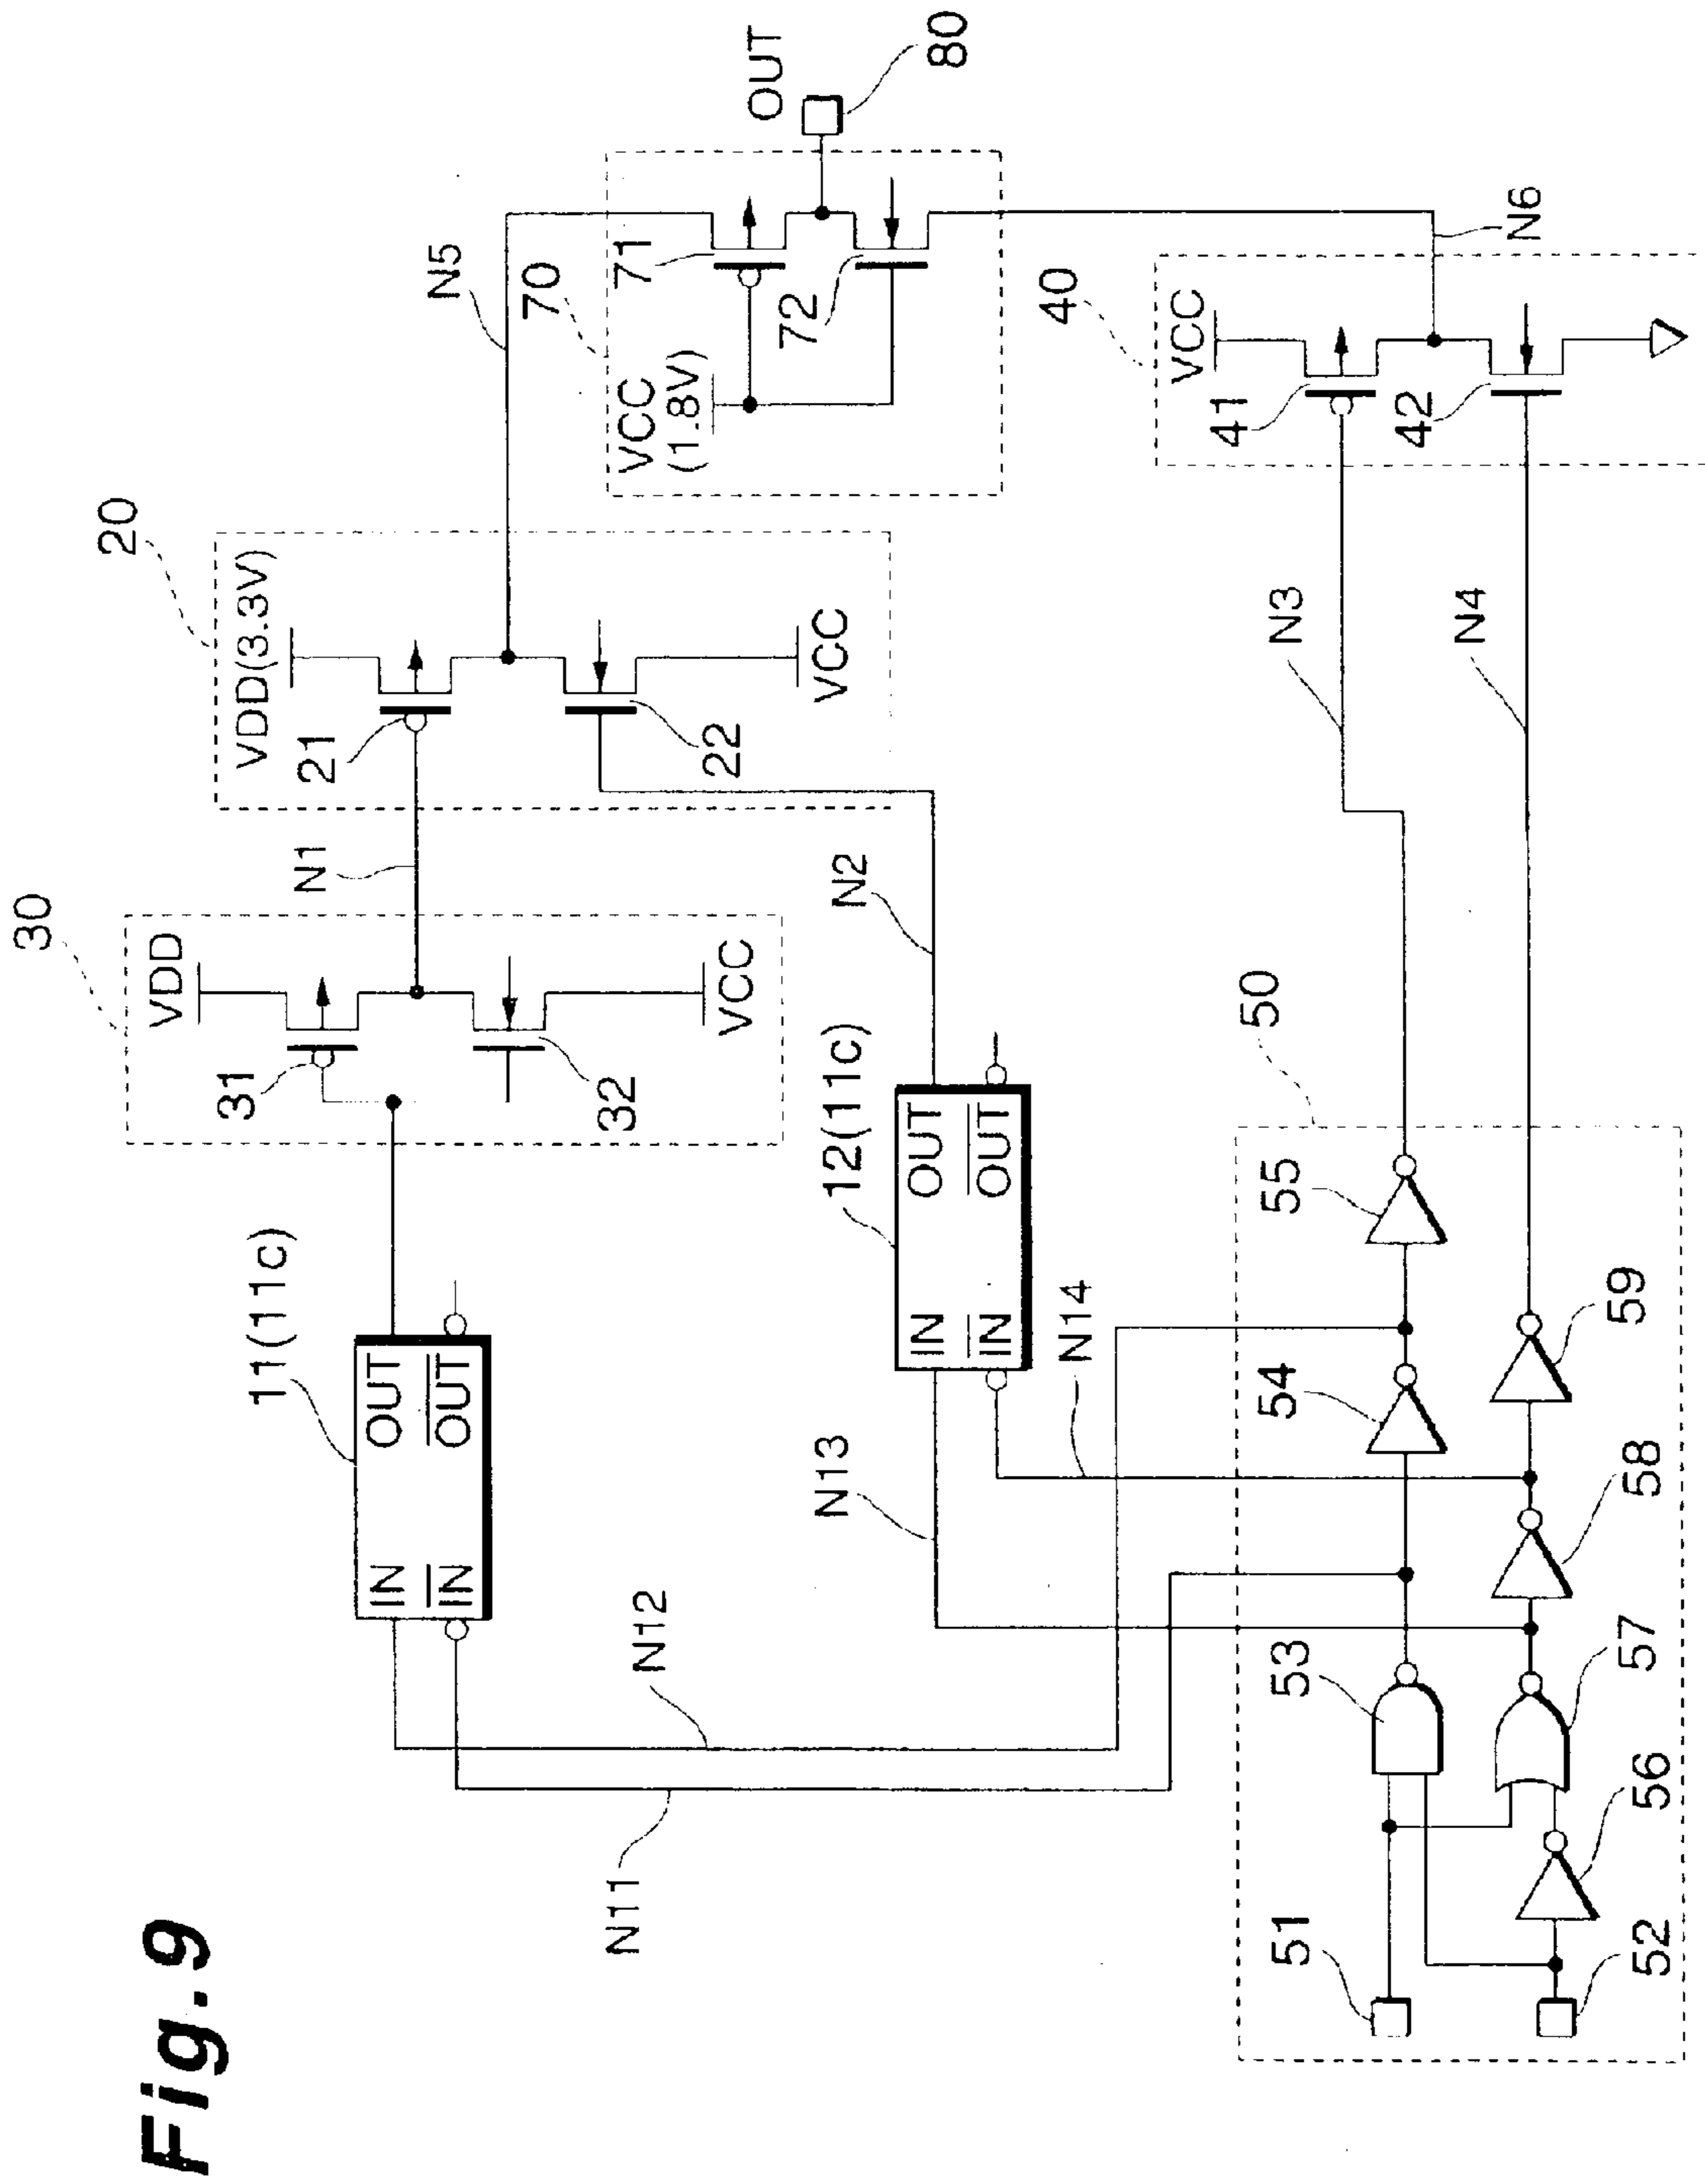 Fig.9
30
VDD
31
32
VCC
N1
20
VDD(3.3V)
21
22
VCC
N5
70
VCC
(1.8V)
71
72
OUT
80
11(11c)
IN
OUT
IN
OUT
N12
N11
12(11c)
IN
OUT
IN
OUT
N2
N13
N14
40
VCC
41
42
N6
N3
N4
50
51
52
53
54
55
56
57
58
59